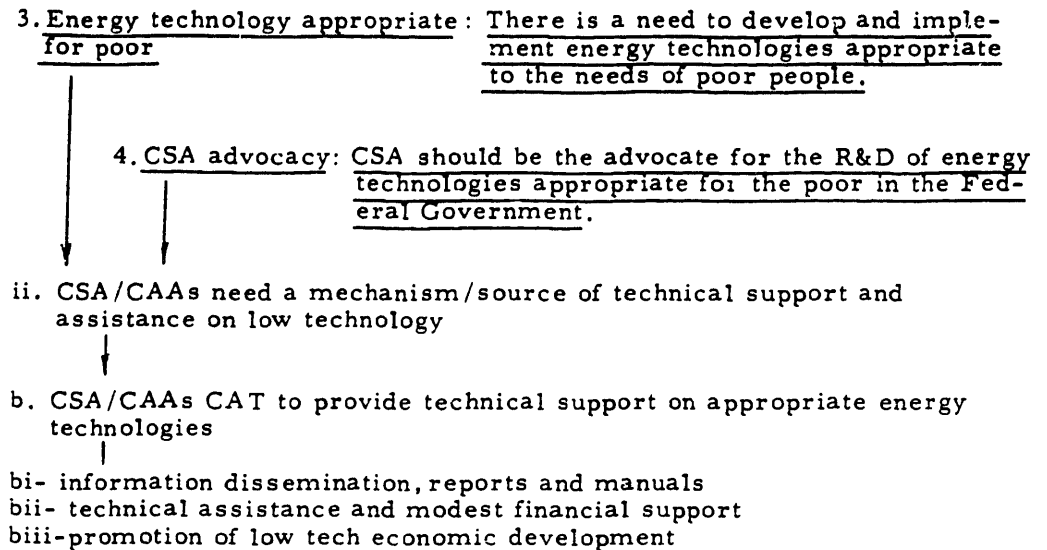 3. Energy technology appropriate : There is a need to develop and imple-
for poor ment energy technologies appropriate
to the needs of poor people.
4. CSA advocacy: CSA should be the advocate for the R&D of energy
technologies appropriate for the poor in the Fed-
eral Government.
ii. CSA/CAAs need a mechanism/source of technical support and
assistance on low technology
b. CSA/CAAs CAT to provide technical support on appropriate energy
technologies
bi- information dissemination, reports and manuals
bii- technical assistance and modest financial support
biii-promotion of low tech economic development